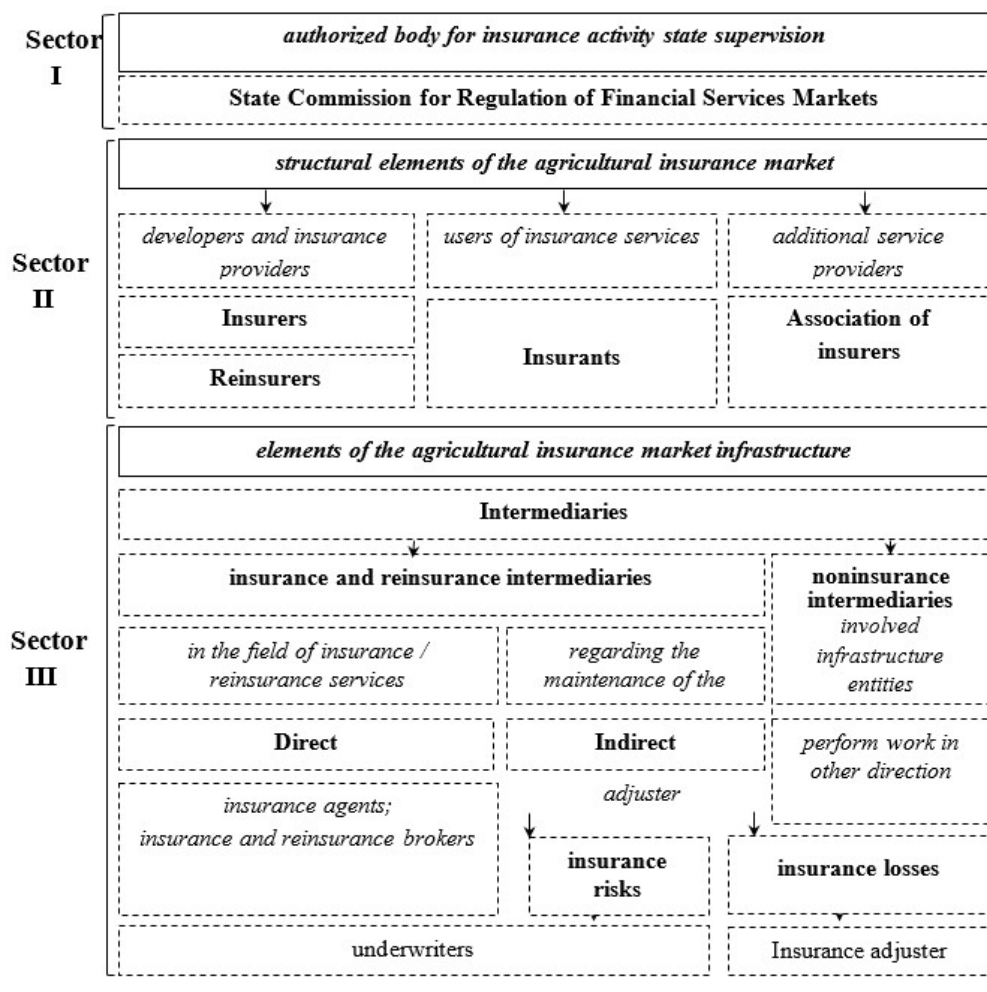 Sector
I
authorized body for insurance activity state supervision
State Commission for Regulation of Financial Services Markets
Sector
II
structural elements of the agricultural insurance market
developers and insurance
providers
users of insurance services
additional service
providers
Insurers
Reinsurers
Insurants
Association of
insurers
Sector
III
elements of the agricultural insurance market infrastructure
Intermediaries
insurance and reinsurance intermediaries
noninsurance
intermediaries
involved
infrastructure
entities
in the field of insurance /
reinsurance services
regarding the
maintenance of the
Direct
Indirect
perform work in
other direction
insurance agents;
insurance and reinsurance brokers
adjuster
insurance
risks
insurance losses
underwriters
Insurance adjuster